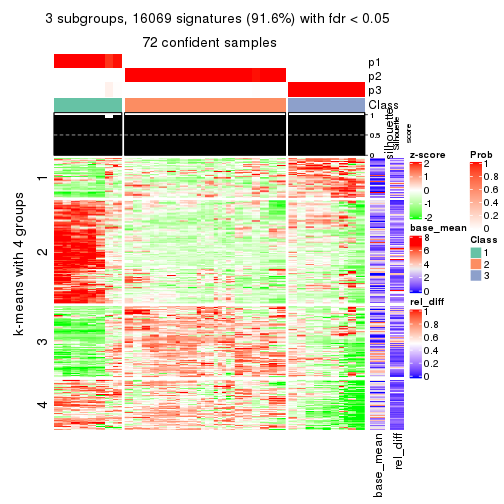 3 subgroups, 16069 signatures (91.6%) with fdr < 0.05
72 confident samples
p1
p2
p3
Class
1
0.5
0
silhouette
Silhouette
score
k-means with 4 groups
1
2
3
4
z-score
2
1
0
-1
-2
base_mean
8
6
4
2
0
rel_diff
1
0.8
0.6
0.4
0.2
0
Prob
1
0.8
0.6
0.4
0.2
0
Class
1
2
3
base_mean
rel_diff